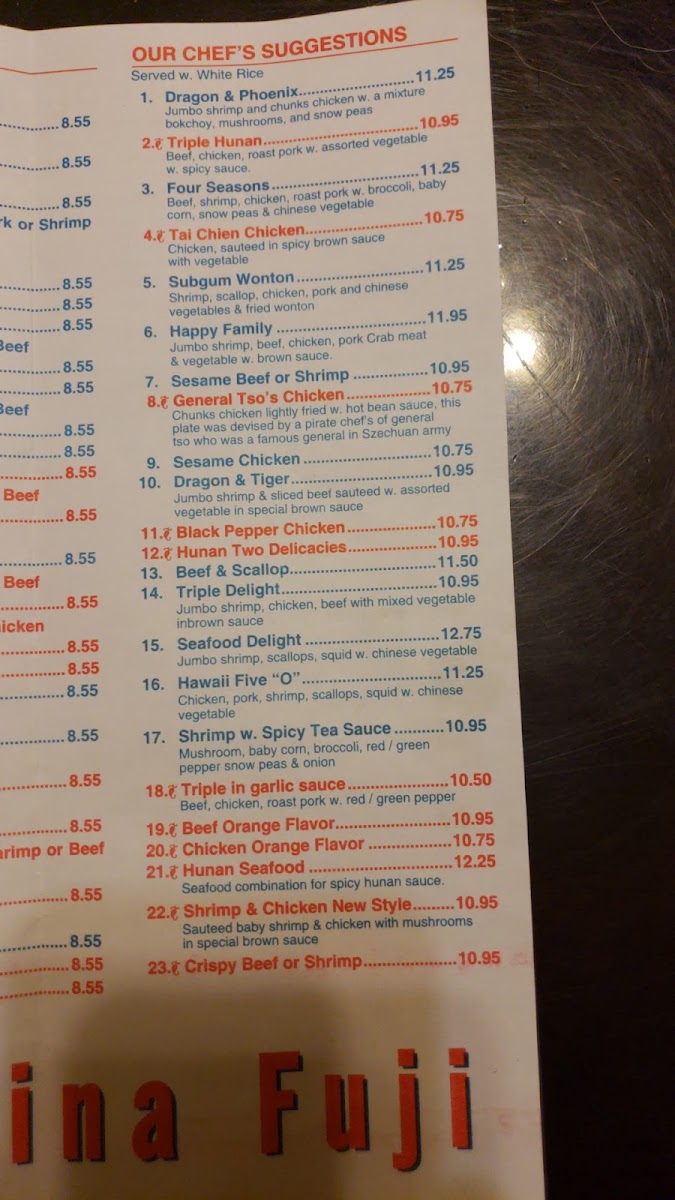 8.55
8.55
8.55
rk or Shrimp
8.55
8.55
8.55
Beef
8.55
8.55
Beef
8.55
8.55
8.55
Beef
8.55
8.55
Beef
8.55
icken
8.55
8.55
8.55
8.55
8.55
8.55
rimp or Beef
8.55
8.55
8.55
8.55
OUR CHEF'S SUGGESTIONS
Served w. White Rice
1. Dragon & Phoenix 11.25
Jumbo shrimp and chunks chicken w. a mixture
bokchoy, mushrooms, and snow peas
2. Triple Hunan 10.95
Beef, chicken, roast pork w. assorted vegetable
w. spicy sauce.
3. Four Seasons 11.25
Beef, shrimp, chicken, roast pork w. broccoli, baby
corn, snow peas & chinese vegetable
4. Tai Chien Chicken 10.75
Chicken, sauteed in spicy brown sauce
with vegetable
5. Subgum Wonton 11.25
Shrimp, scallop, chicken, pork and chinese
vegetables & fried wonton
6. Happy Family 11.95
Jumbo shrimp, beef, chicken, pork Crab meat
& vegetable w. brown sauce.
7. Sesame Beef or Shrimp 10.95
8. General Tso's Chicken 10.75
Chunks chicken lightly fried w. hot bean sauce, this
plate was devised by a pirate chef's of general
tso who was a famous general in Szechuan army
9. Sesame Chicken 10.75
10. Dragon & Tiger 10.95
Jumbo shrimp & sliced beef sauteed w. assorted
vegetable in special brown sauce
11. Black Pepper Chicken 10.75
12. Hunan Two Delicacies 10.95
13. Beef & Scallop 11.50
14. Triple Delight 10.95
Jumbo shrimp, chicken, beef with mixed vegetable
inbrown sauce
15. Seafood Delight 12.75
Jumbo shrimp, scallops, squid w. chinese vegetable
16. Hawaii Five "O" 11.25
Chicken, pork, shrimp, scallops, squid w. chinese
vegetable
17. Shrimp w. Spicy Tea Sauce 10.95
Mushroom, baby corn, broccoli, red / green
pepper snow peas & onion
18. Triple in garlic sauce 10.50
Beef, chicken, roast pork w. red / green pepper
19. Beef Orange Flavor 10.95
20. Chicken Orange Flavor 10.75
21. Hunan Seafood 12.25
Seafood combination for spicy hunan sauce.
22. Shrimp & Chicken New Style 10.95
Sauteed baby shrimp & chicken with mushrooms
in special brown sauce
23. Crispy Beef or Shrimp 10.95
ina Fuji